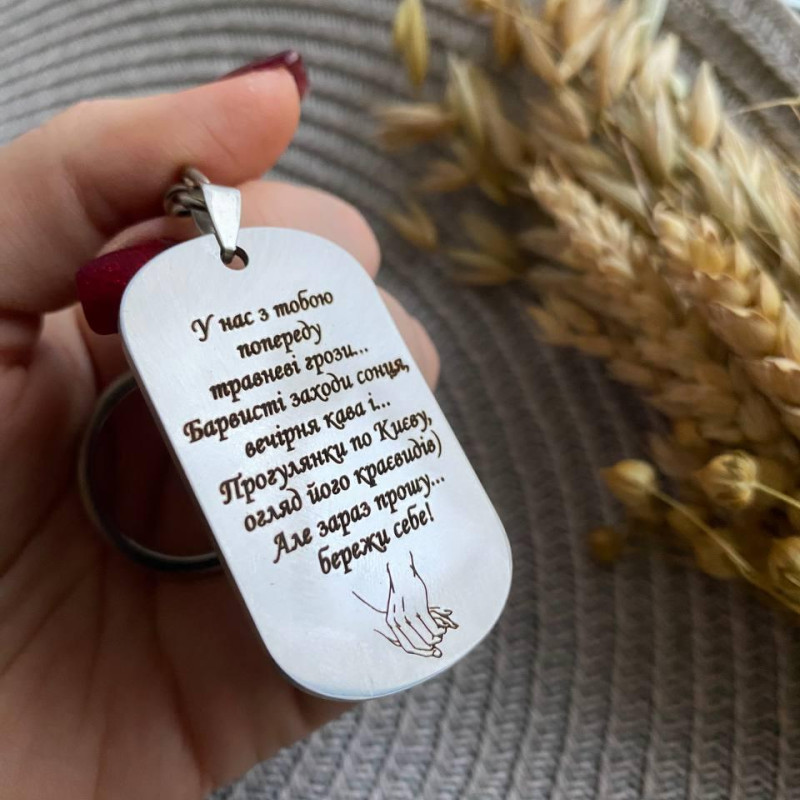 У нас з тобою
попереду
травневі грози...
Барвисті заходи сонця,
вечірня кава і...
Прогулянки по Києву,
огляд його краєвидів)
Але зараз прошу...
бережи себе!